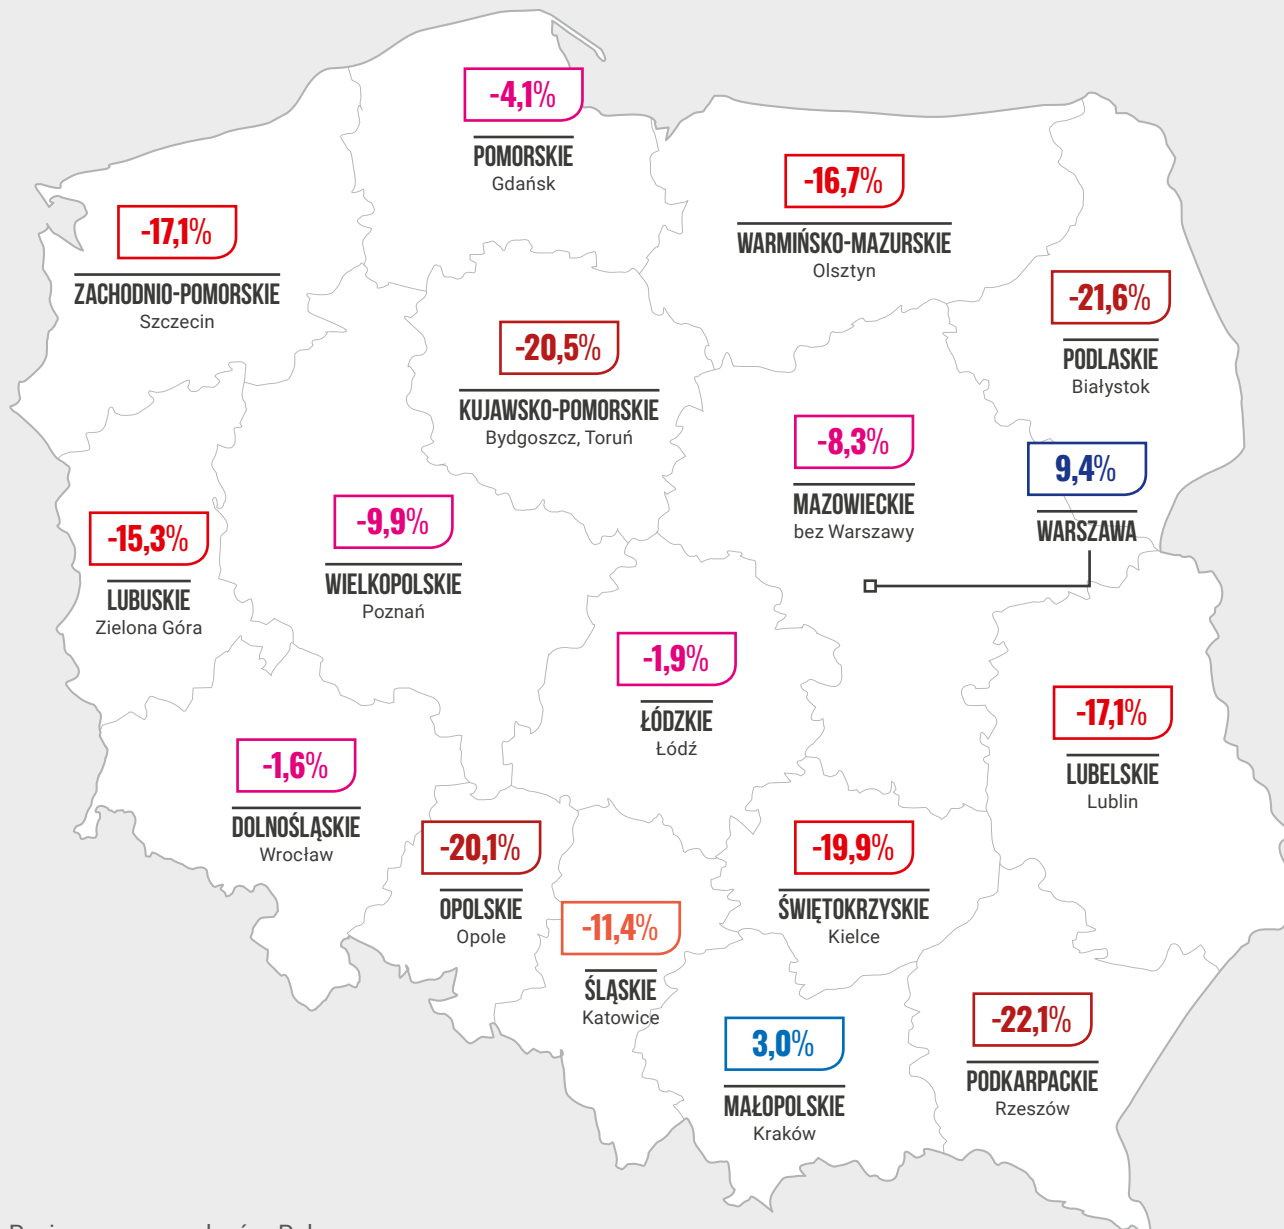 -4,1%
POMORSKIE
Gdańsk
-16,7%
WARMIŃSKO-MAZURSKIE
Olsztyn
-17,1%
ZACHODNIO-POMORSKIE
Szczecin
-21,6%
PODLASKIE
Białystok
-20,5%
KUJAWSKO-POMORSKIE
Bydgoszcz, Toruń
-8,3%
MAZOWIECKIE
bez Warszawy
9,4%
WARSZAWA
-15,3%
LUBUSKIE
Zielona Góra
-9,9%
WIELKOPOLSKIE
Poznań
-1,9%
ŁÓDZKIE
Łódź
-17,1%
LUBELSKIE
Lublin
-1,6%
DOLNOŚLĄSKIE
Wrocław
-20,1%
OPOLSKIE
Opole
-19,9%
ŚWIĘTOKRZYSKIE
Kielce
-11,4%
ŚLĄSKIE
Katowice
3,0%
MAŁOPOLSKIE
Kraków
-22,1%
PODKARPACKIE
Rzeszów